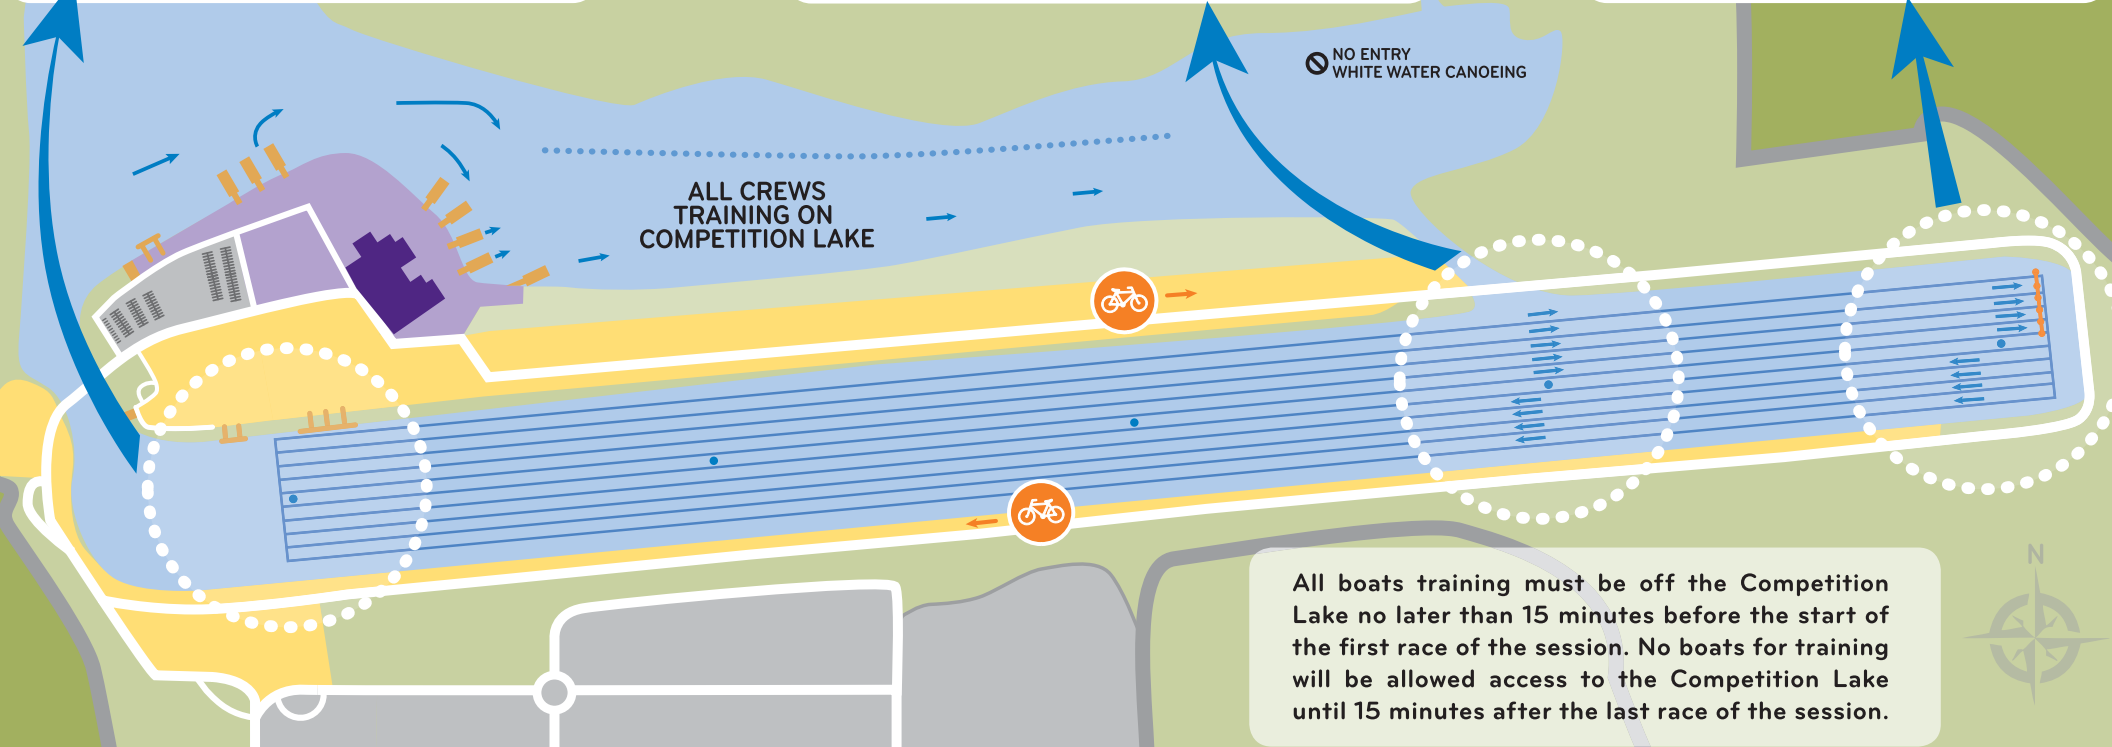 NO ENTRY
WHITE WATER CANOEING
ALL CREWS
TRAINING ON
COMPETITION LAKE
N
All boats training must be off the Competition
Lake no later than 15 minutes before the start of
the first race of the session. No boats for training
will be allowed access to the Competition Lake
until 15 minutes after the last race of the session.